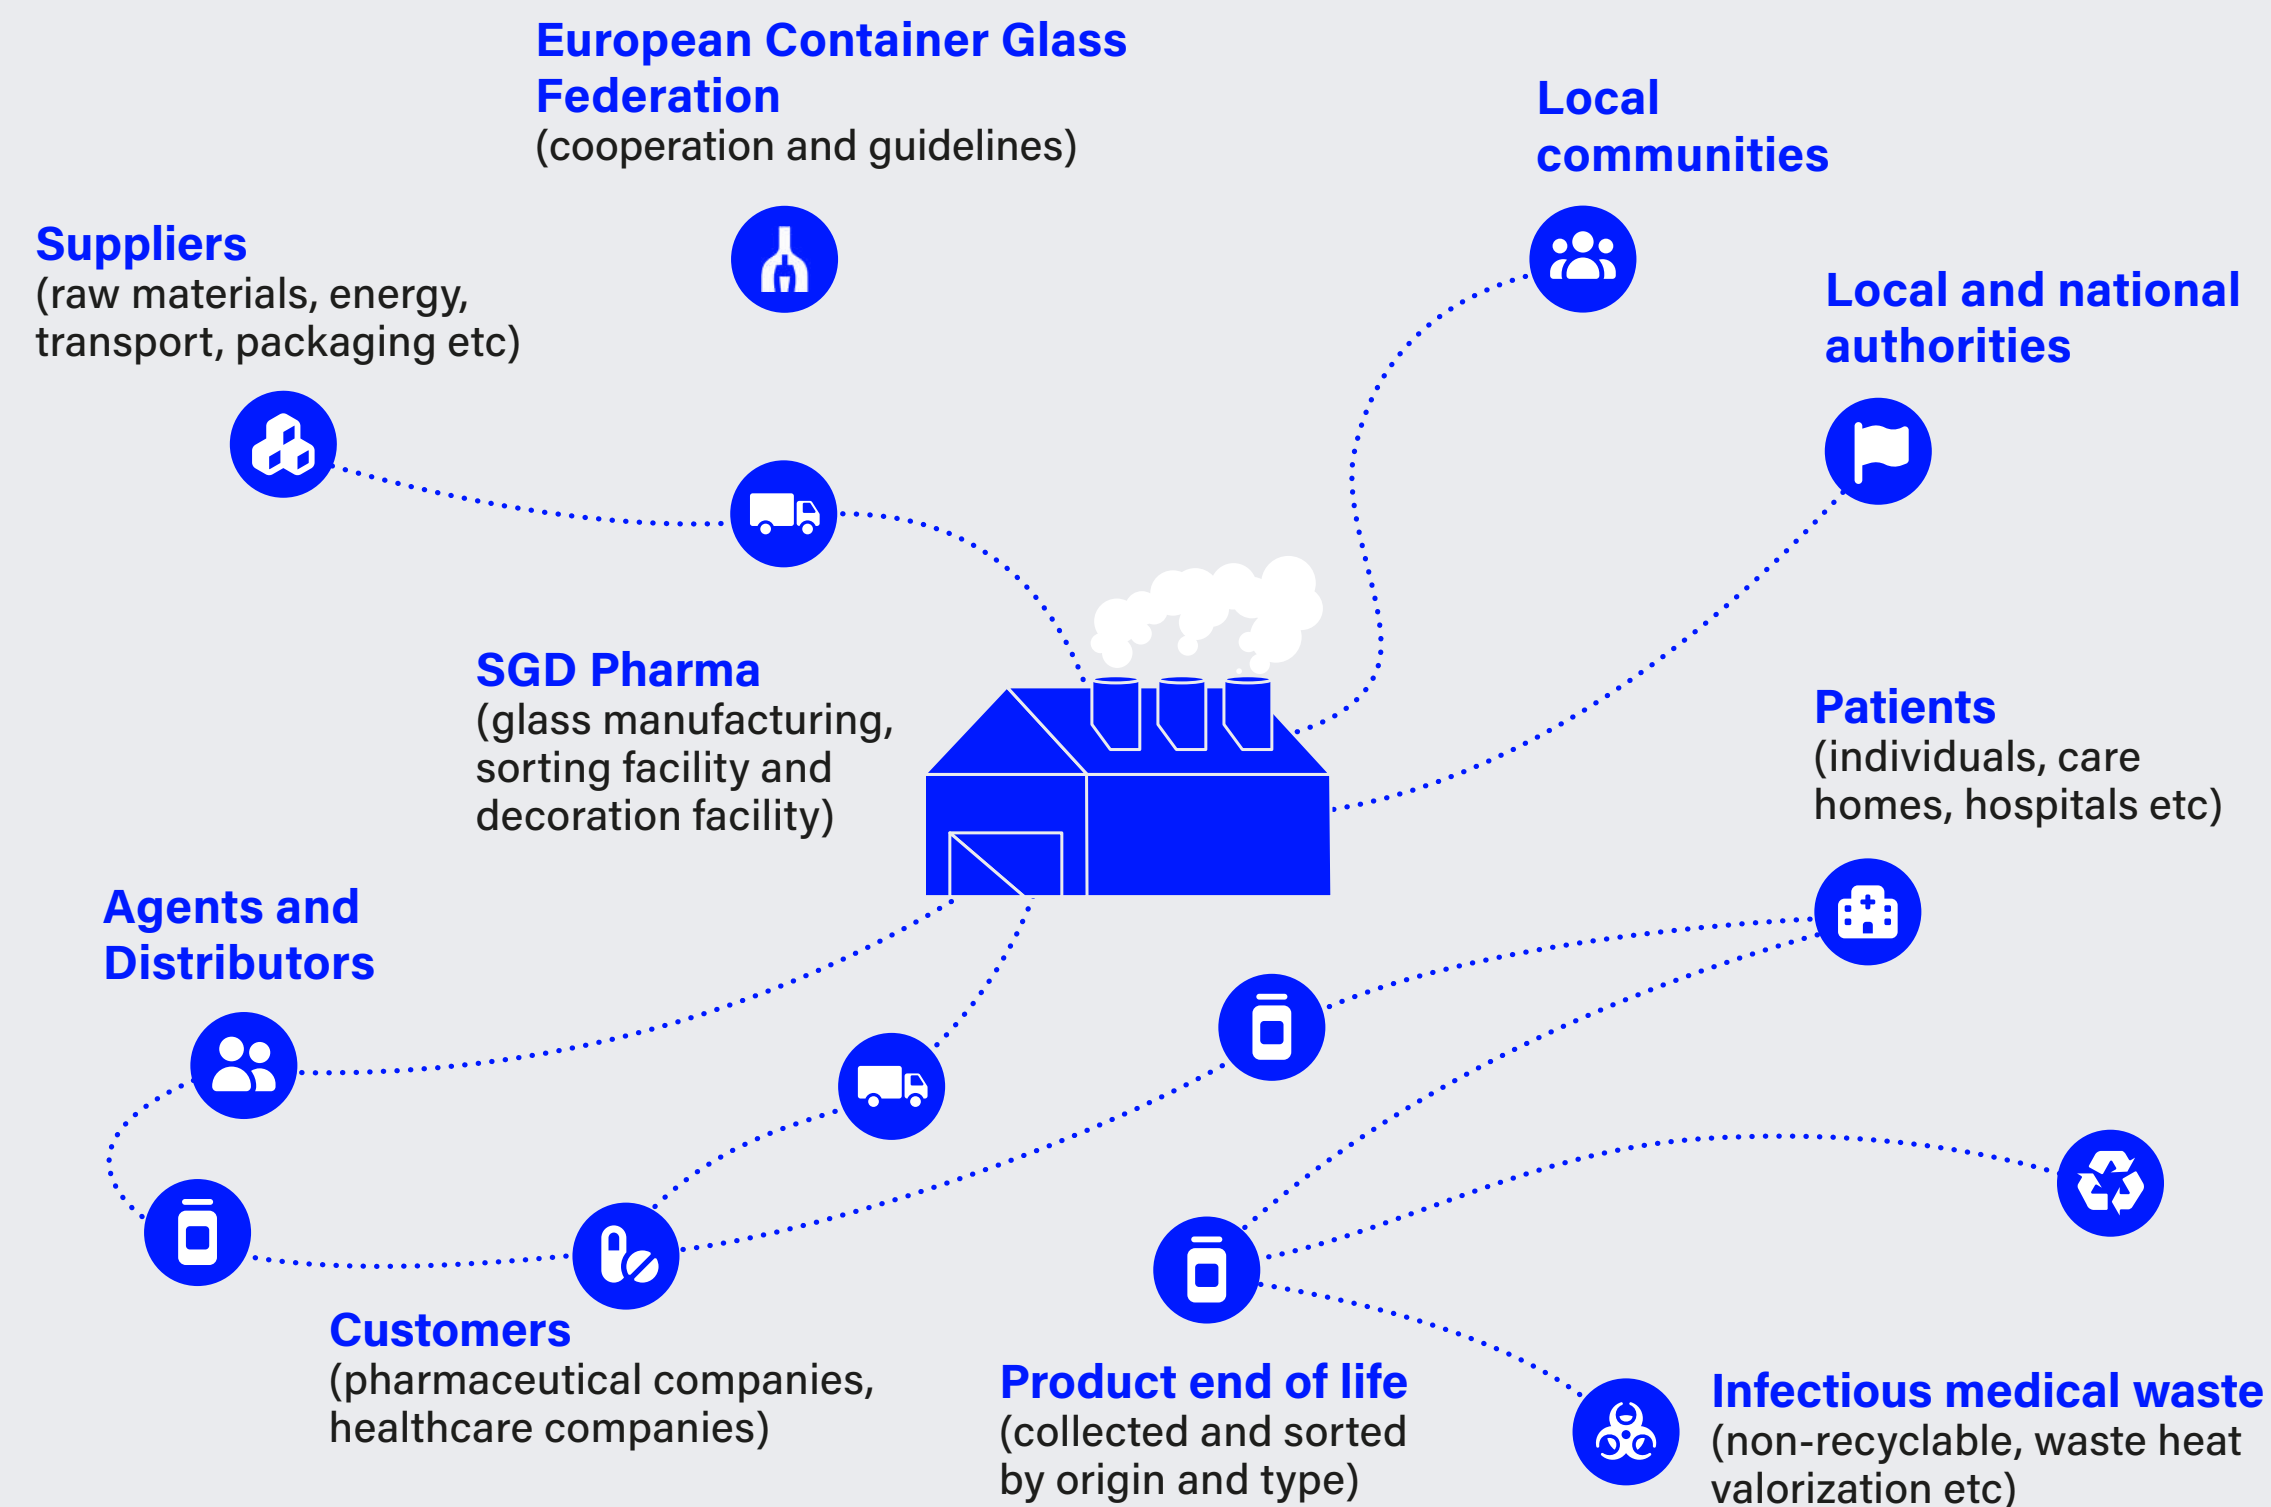 European Container Glass
Federation
(cooperation and guidelines)
Local
communities
Suppliers
(raw materials, energy,
transport, packaging etc)
Local and national
authorities
SGD Pharma
(glass manufacturing,
sorting facility and
decoration facility)
Patients
(individuals, care
homes, hospitals etc)
Agents and
Distributors
Customers
(pharmaceutical companies,
healthcare companies)
Product end of life
(collected and sorted
by origin and type)
Infectious medical waste
(non-recyclable, waste heat
valorization etc)